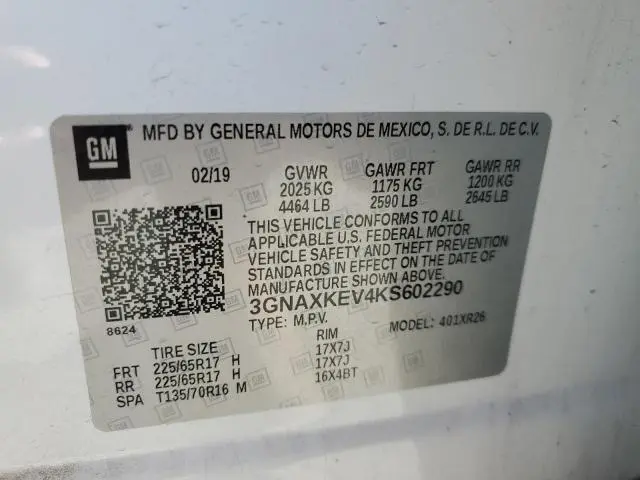 GM
MFD BY GENERAL MOTORS DE MEXICO, S. DE R.L. DE C.V.
02/19 GVWR GAWR FRT GAWR RR
2025 KG 1175 KG 1200 KG
4464 LB 2590 LB 2645 LB
THIS VEHICLE CONFORMS TO ALL
APPLICABLE U.S. FEDERAL MOTOR
VEHICLE SAFETY AND THEFT PREVENTION
STANDARDS IN EFFECT ON THE DATE OF
MANUFACTURE SHOWN ABOVE.
3GNAXKEV4KS602290
8624
TYPE: M.P.V. MODEL: 401XR26
TIRE SIZE RIM
FRT 225/65R17 H 17X7J
RR 225/65R17 H 17X7J
SPA T135/70R16 M 16X4BT